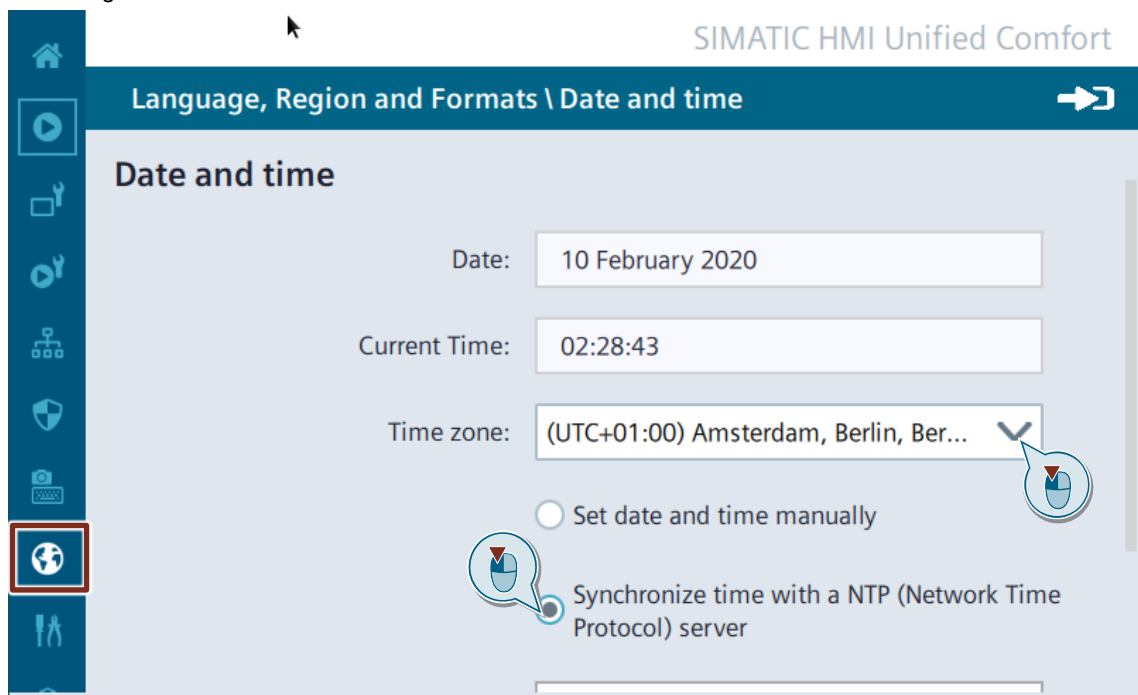 SIMATIC HMI Unified Comfort
Language, Region and Formats \ Date and time
Date and time
Date: 10 February 2020
Current Time: 02:28:43
Time zone: (UTC+01:00) Amsterdam, Berlin, Ber...
Set date and time manually
Synchronize time with a NTP (Network Time
Protocol) server